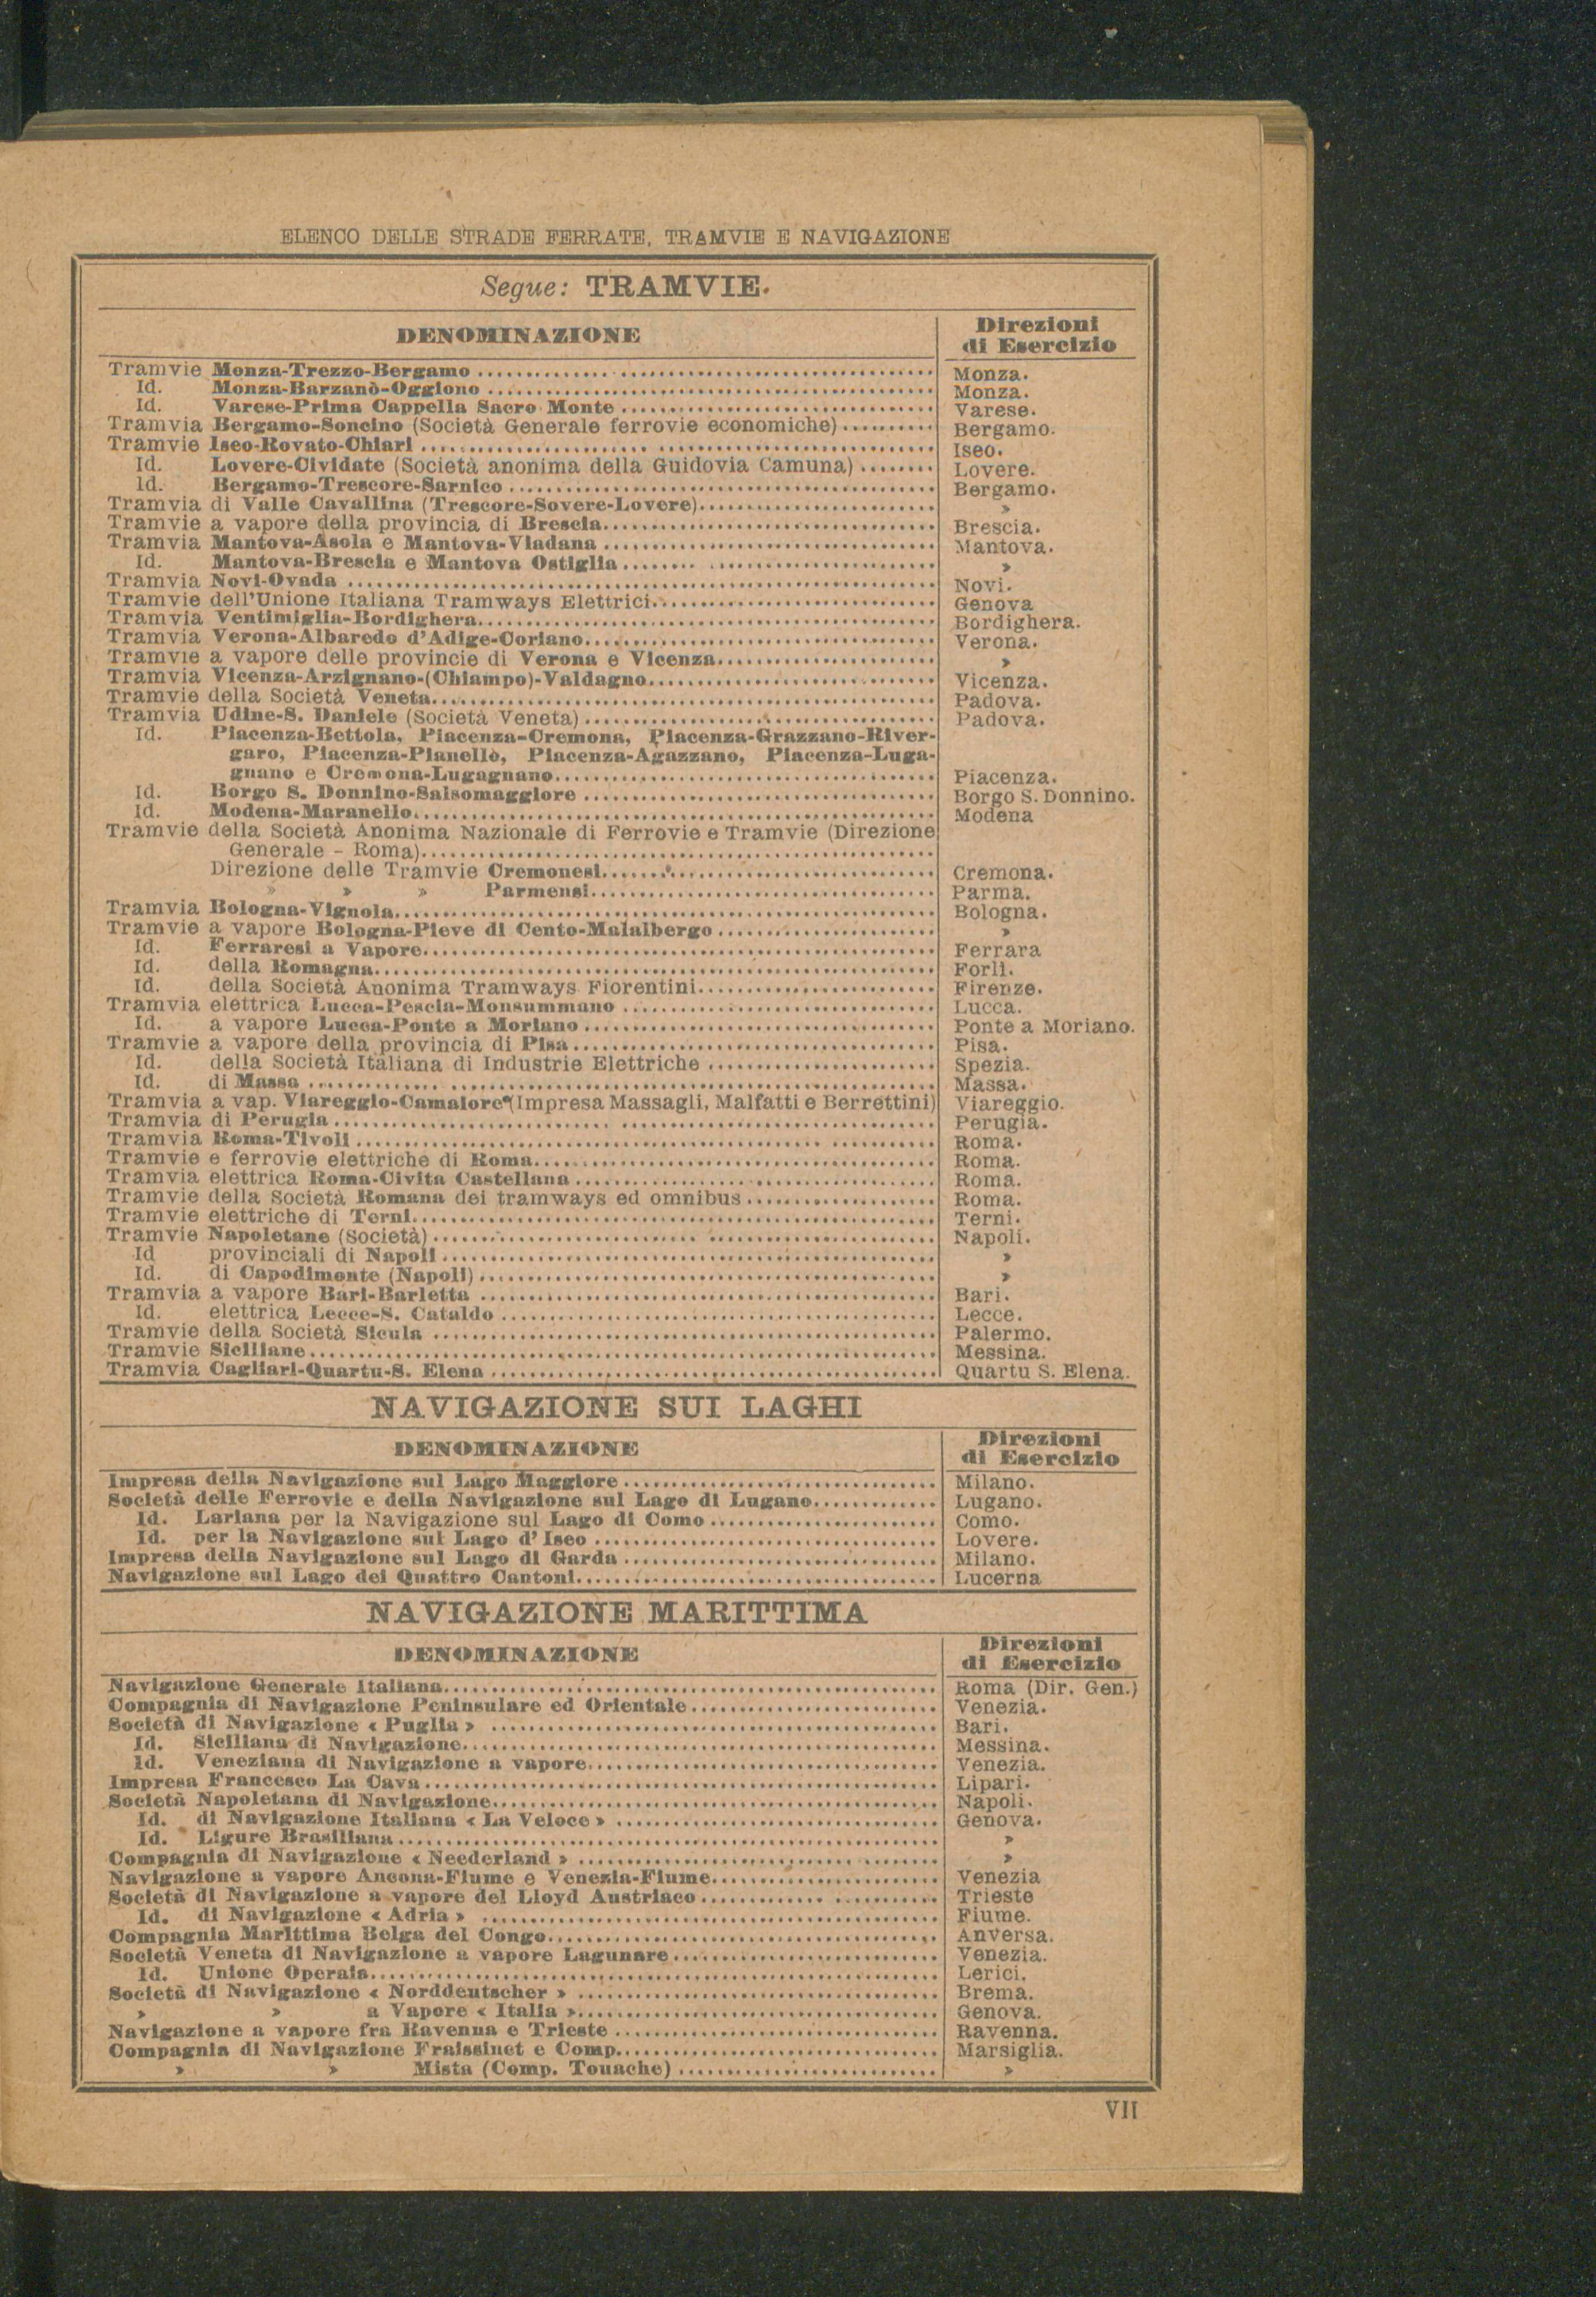 ELENCO DELLE STRADE FERRATE, TRAMVIE E NAVIGAZIONE
Segue: TRAMVIE.
DENOMINAZIONE Direzioni di Esercizio
Tramvie Monza-Trezzo-Bergamo Monza.
Id. Monza-Barzanò-Oggiono Monza.
Id. Varese-Prima Cappella Sacro Monte Varese.
Tramvia Bergamo-Soncino (Società Generale ferrovie economiche) Bergamo.
Tramvie Iseo-Rovato-Chiari Iseo.
Id. Lovere-Cividate (Società anonima della Guidovia Camuna) Lovere.
Id. Bergamo-Trescore-Sarnico Bergamo.
Tramvia di Valle Cavallina (Trescore-Sovere-Lovere) »
Tramvie a vapore della provincia di Brescia Brescia.
Tramvia Mantova-Asola e Mantova-Viadana Mantova.
Id. Mantova-Brescia e Mantova Ostiglia »
Tramvia Novi-Ovada Novi.
Tramvie dell'Unione Italiana Tramways Elettrici Genova
Tramvia Ventimiglia-Bordighera Bordighera.
Tramvia Verona-Albaredo d'Adige-Coriano Verona.
Tramvie a vapore delle provincie di Verona e Vicenza »
Tramvia Vicenza-Arzignano-(Chiampo)-Valdagno Vicenza.
Tramvie della Società Veneta Padova.
Tramvia Udine-S. Daniele (Società Veneta) Padova.
Id. Piacenza-Bettola, Piacenza-Cremona, Piacenza-Grazzano-River-
garo, Piacenza-Pianello, Piacenza-Agazzano, Piacenza-Luga-
gnano e Cremona-Lugagnano Piacenza.
Id. Borgo S. Donnino-Salsomaggiore Borgo S. Donnino.
Id. Modena-Maranello Modena
Tramvie della Società Anonima Nazionale di Ferrovie e Tramvie (Direzione
Generale - Roma)
Direzione delle Tramvie Cremonesi Cremona.
» » » Parmensi Parma.
Tramvia Bologna-Vignola Bologna.
Tramvie a vapore Bologna-Pieve di Cento-Malalbergo »
Id. Ferraresi a Vapore Ferrara
Id. della Romagna Forlì.
Id. della Società Anonima Tramways Fiorentini Firenze.
Tramvia elettrica Lucca-Pescia-Monsummano Lucca.
Id. a vapore Lucca-Ponte a Moriano Ponte a Moriano.
Tramvie a vapore della provincia di Pisa Pisa.
Id. della Società Italiana di Industrie Elettriche Spezia.
Id. di Massa Massa.
Tramvia a vap. Viareggio-Camaiore (Impresa Massagli, Malfatti e Berrettini) Viareggio.
Tramvia di Perugia Perugia.
Tramvia Roma-Tivoli Roma.
Tramvie e ferrovie elettriche di Roma Roma.
Tramvia elettrica Roma-Civita Castellana Roma.
Tramvie della Società Romana dei tramways ed omnibus Roma.
Tramvie elettriche di Terni Terni.
Tramvie Napoletane (Società) Napoli.
Id provinciali di Napoli »
Id. di Capodimonte (Napoli) »
Tramvia a vapore Bari-Barletta Bari.
Id. elettrica Lecce-S. Cataldo Lecce.
Tramvie della Società Sicula Palermo.
Tramvie Siciliane Messina.
Tramvia Cagliari-Quartu-S. Elena Quartu S. Elena.
NAVIGAZIONE SUI LAGHI
DENOMINAZIONE Direzioni di Esercizio
Impresa della Navigazione sul Lago Maggiore Milano.
Società delle Ferrovie e della Navigazione sul Lago di Lugano Lugano.
Id. Lariana per la Navigazione sul Lago di Como Como.
Id. per la Navigazione sul Lago d'Iseo Lovere.
Impresa della Navigazione sul Lago di Garda Milano.
Navigazione sul Lago dei Quattro Cantoni Lucerna
NAVIGAZIONE MARITTIMA
DENOMINAZIONE Direzioni di Esercizio
Navigazione Generale Italiana Roma (Dir. Gen.)
Compagnia di Navigazione Peninsulare ed Orientale Venezia.
Società di Navigazione « Puglia » Bari.
Id. Siciliana di Navigazione Messina.
Id. Veneziana di Navigazione a vapore Venezia.
Impresa Francesco La Cava Lipari.
Società Napoletana di Navigazione Napoli.
Id. di Navigazione Italiana « La Veloce » Genova.
Id. Ligure Brasiliana »
Compagnia di Navigazione « Neederland » »
Navigazione a vapore Ancona-Fiume e Venezia-Fiume Venezia
Società di Navigazione a vapore del Lloyd Austriaco Trieste
Id. di Navigazione « Adria » Fiume.
Compagnia Marittima Belga del Congo Anversa.
Società Veneta di Navigazione a vapore Lagunare Venezia.
Id. Unione Operaia Lerici.
Società di Navigazione « Norddeutscher » Brema.
» » a Vapore « Italia » Genova.
Navigazione a vapore fra Ravenna e Trieste Ravenna.
Compagnia di Navigazione Fraissinet e Comp. Marsiglia.
» » Mista (Comp. Touache) »
VII